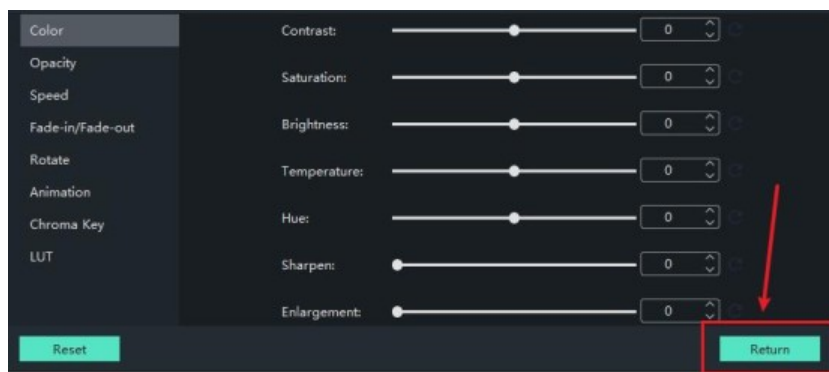 Color
Opacity
Speed
Fade-in/Fade-out
Rotate
Animation
Chroma Key
LUT
Contrast: 0
Saturation: 0
Brightness: 0
Temperature: 0
Hue: 0
Sharpen: 0
Enlargement: 0
Reset
Return